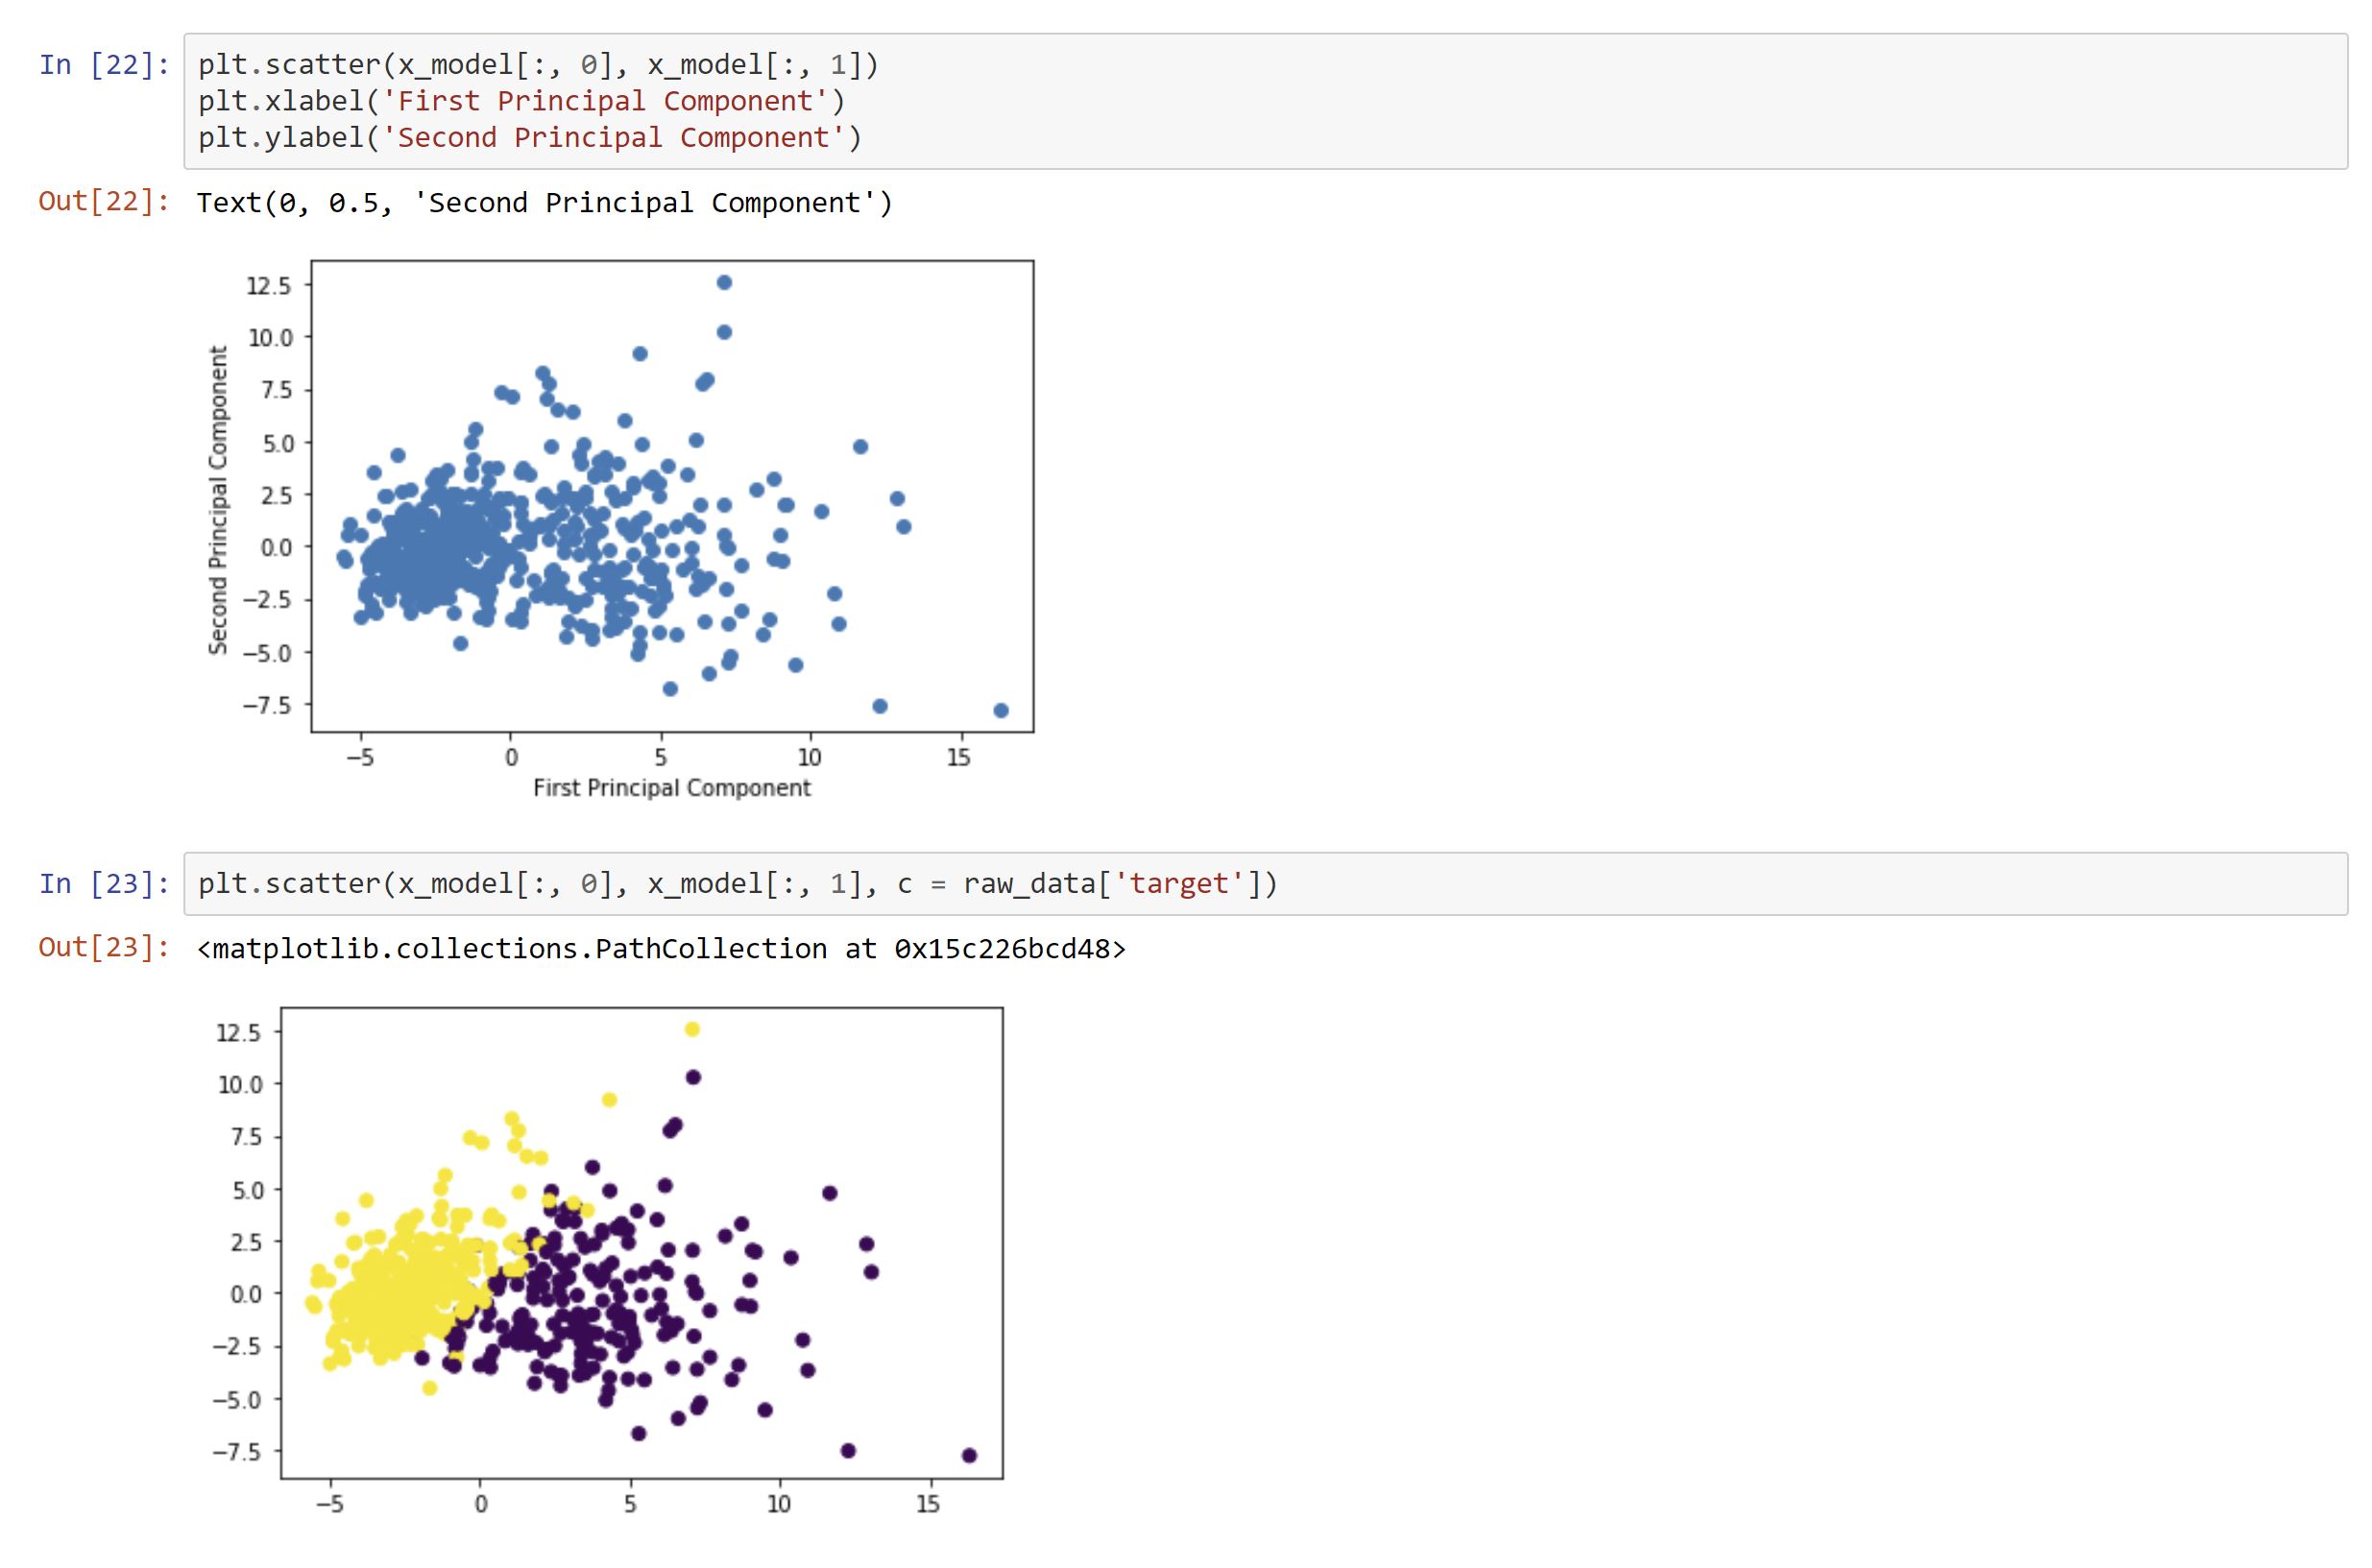 In [22]: plt.scatter(x_model[:, 0], x_model[:, 1])
plt.xlabel('First Principal Component')
plt.ylabel('Second Principal Component')
Out[22]: Text(0, 0.5, 'Second Principal Component')
Second Principal Component
12.5
10.0
7.5
5.0
2.5
0.0
−2.5
−5.0
−7.5
−5 0 5 10 15
First Principal Component
In [23]: plt.scatter(x_model[:, 0], x_model[:, 1], c = raw_data['target'])
Out[23]: <matplotlib.collections.PathCollection at 0x15c226bcd48>
12.5
10.0
7.5
5.0
2.5
0.0
−2.5
−5.0
−7.5
−5 0 5 10 15